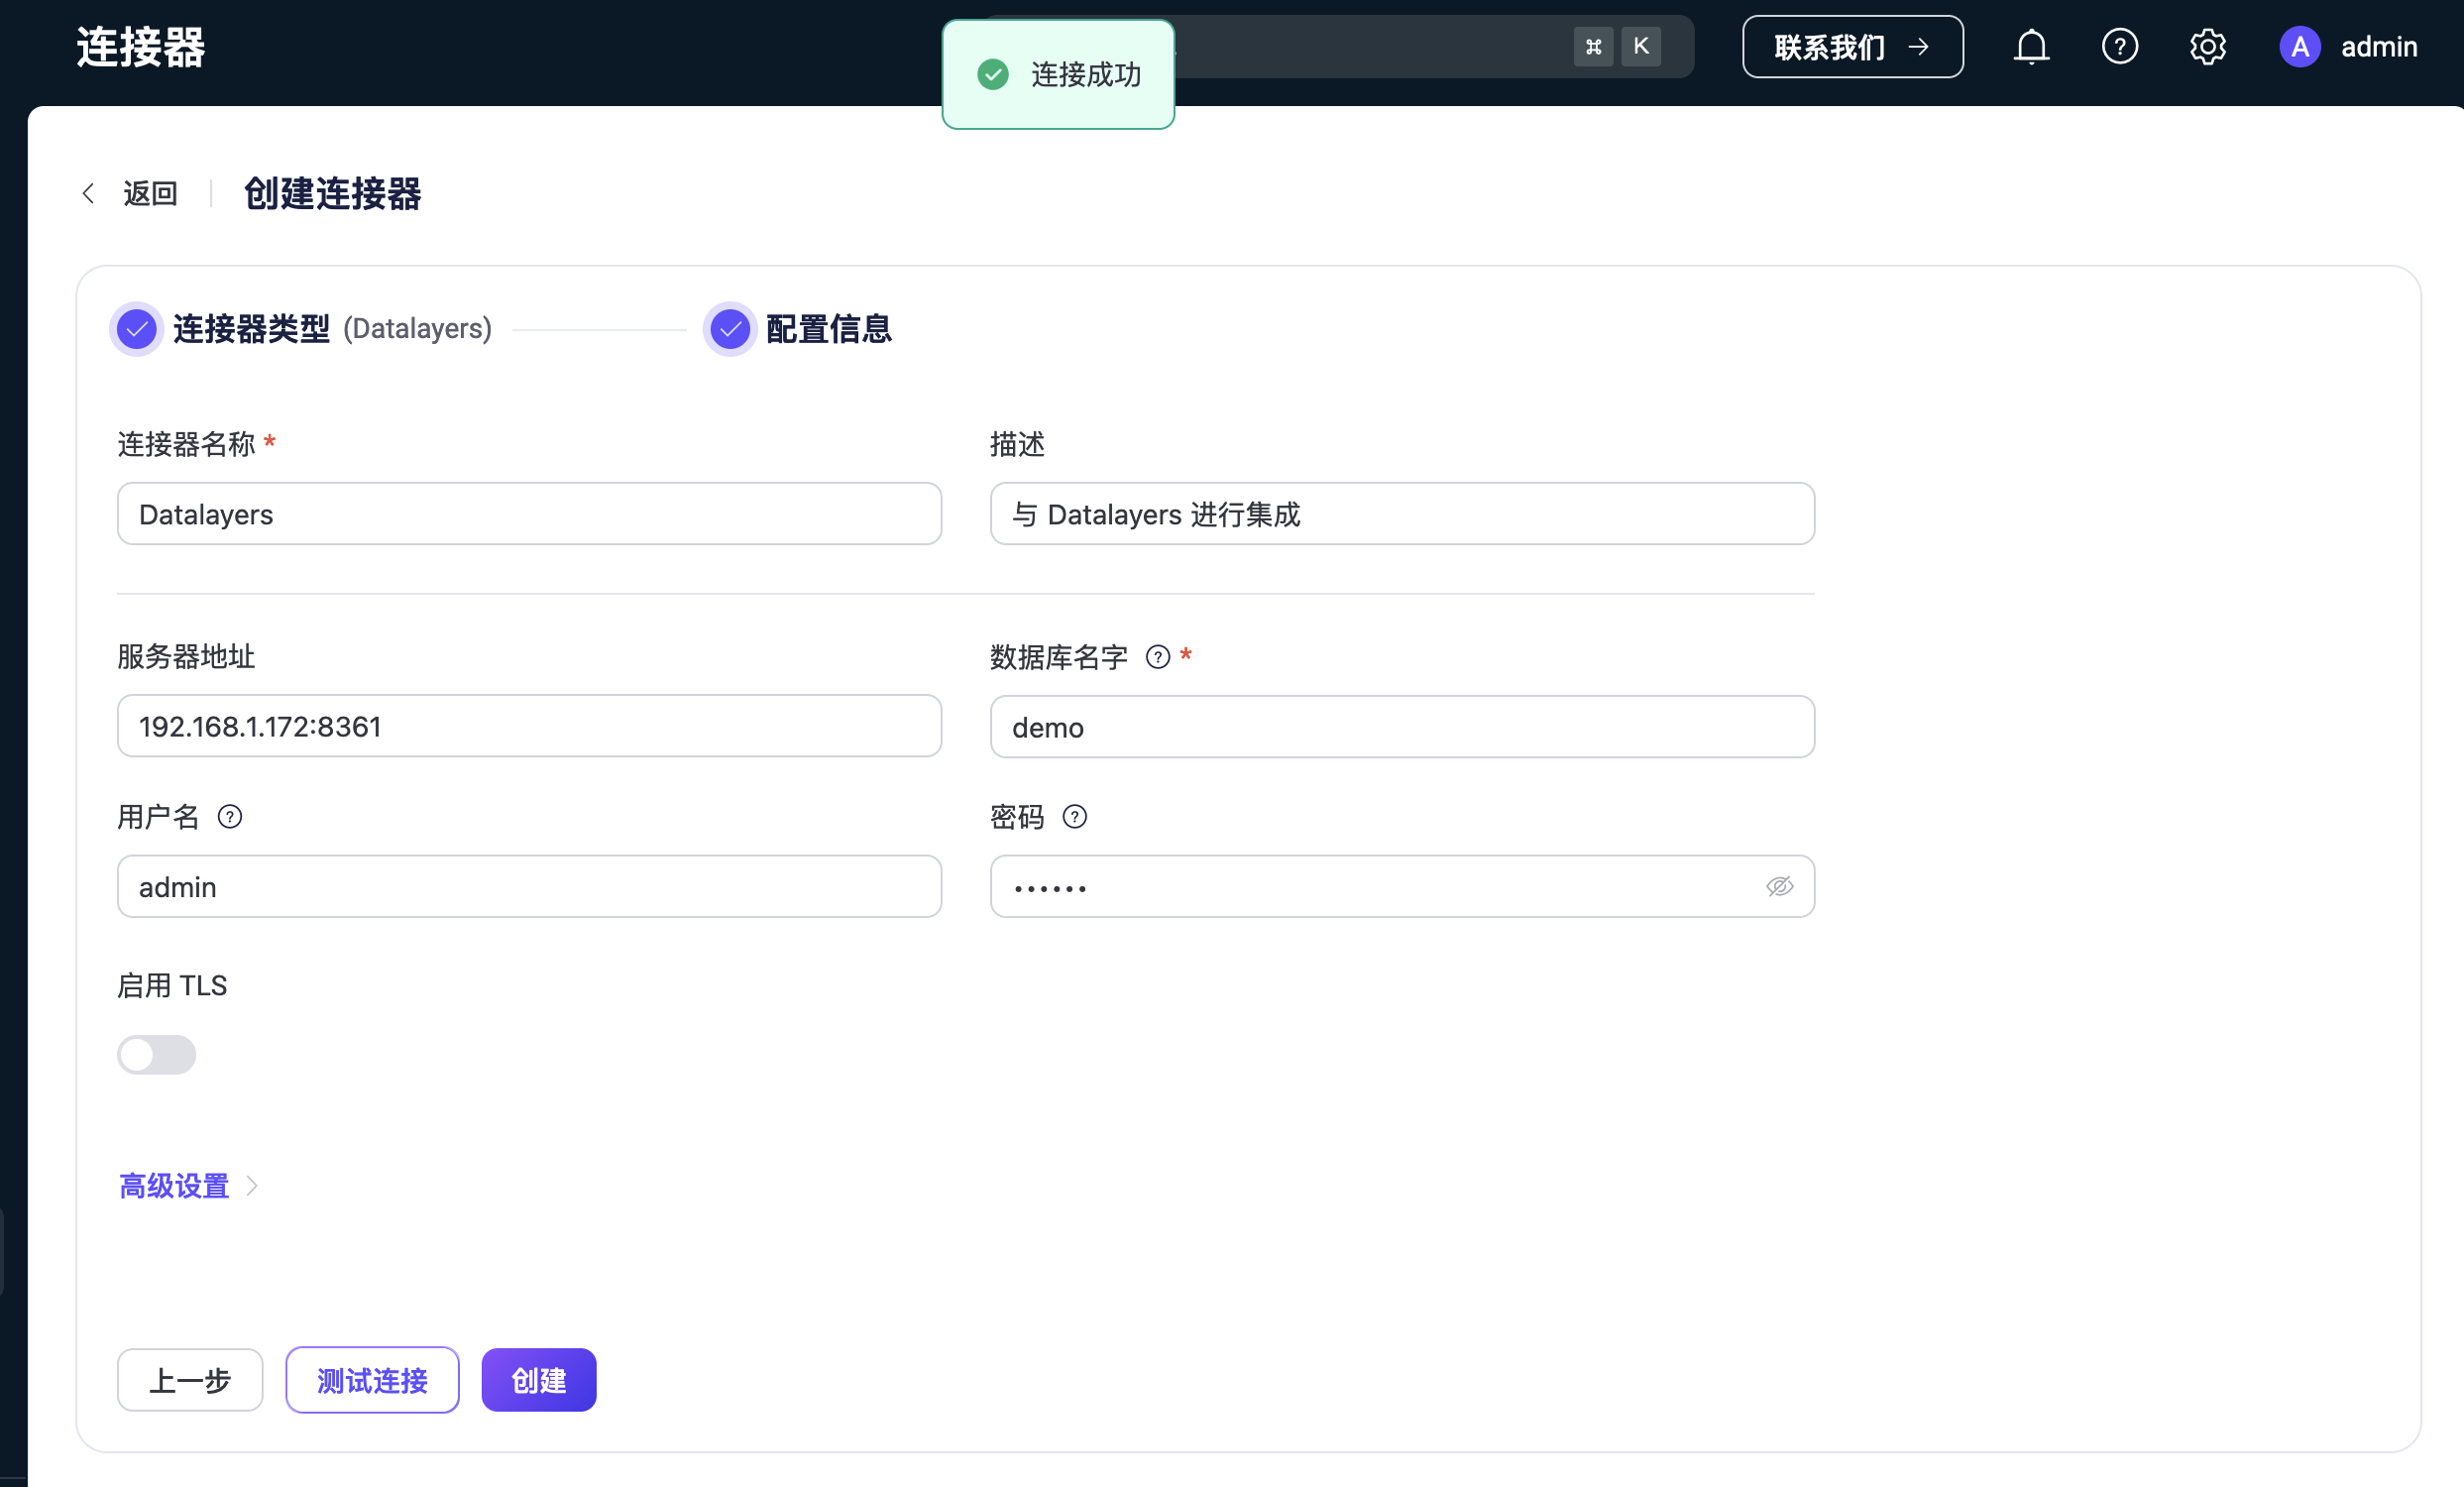 连接器
连接成功
⌘ K
联系我们 →
?
A admin
返回
创建连接器
连接器类型 (Datalayers)
配置信息
连接器名称 *
描述
Datalayers
与 Datalayers 进行集成
服务器地址
数据库名字 ? *
192.168.1.172:8361
demo
用户名 ?
密码 ?
admin
••••••
启用 TLS
高级设置
上一步
测试连接
创建